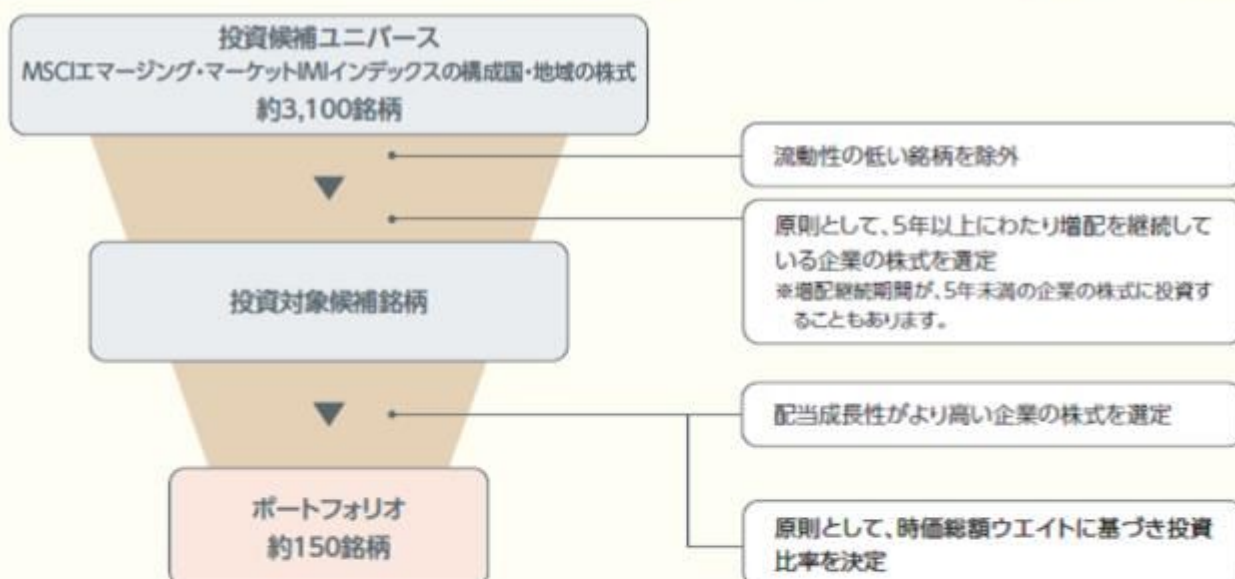 投資候補ユニバース
MSCIエマージング・マーケットIMIインデックスの構成国・地域の株式
約3,100銘柄
流動性の低い銘柄を除外
原則として、5年以上にわたり増配を継続して
いる企業の株式を選定
※増配継続期間が、5年未満の企業の株式に投資す
ることもあります。
投資対象候補銘柄
配当成長性がより高い企業の株式を選定
ポートフォリオ
約150銘柄
原則として、時価総額ウエイトに基づき投資
比率を決定